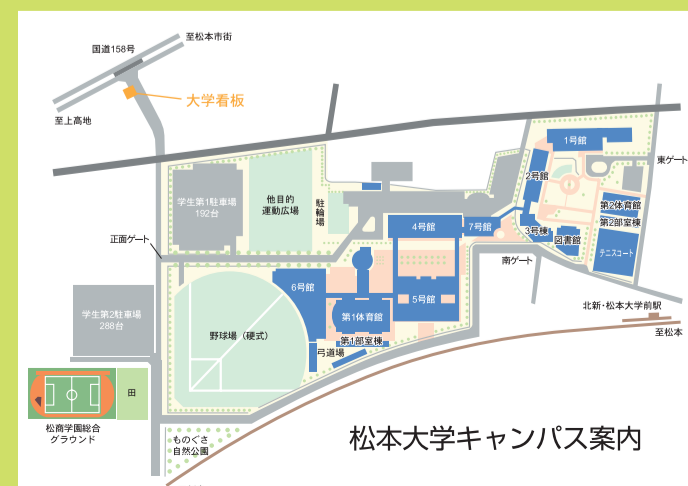 至松本市街
国道158号
大学看板
至上高地
1号館
東ゲート
2号館
学生第1駐車場
192台
他目的
運動広場
駐輪場
第2体育館
第2部室棟
4号館
7号館
3号棟
図書館
正面ゲート
南ゲート
テニスコート
6号館
5号館
北新・松本大学前駅
学生第2駐車場
288台
野球場（硬式）
第1体育館
至松本
第1部室棟
弓道場
田
松商学園総合
グラウンド
ものぐさ
自然公園
松本大学キャンパス案内